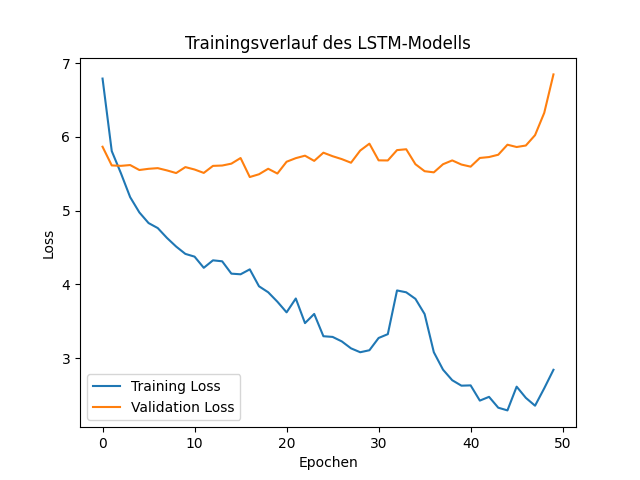 Trainingsverlauf des LSTM-Modells
7
6
5
4
3
Loss
Training Loss
Validation Loss
0 10 20 30 40 50
Epochen